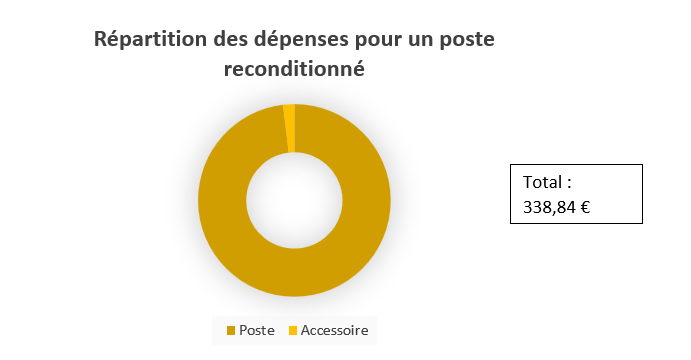 Répartition des dépenses pour un poste
reconditionné
Total :
338,84 €
Poste Accessoire